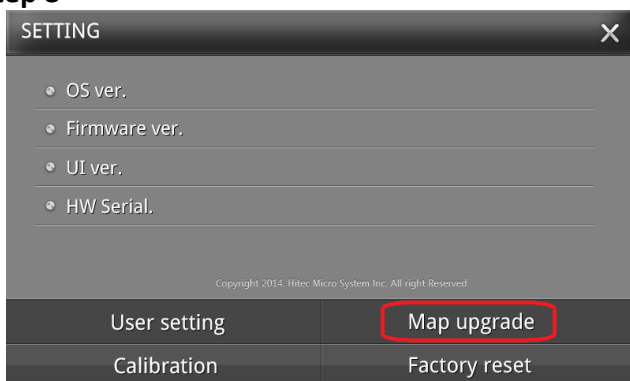 SETTING
OS ver.
Firmware ver.
UI ver.
HW Serial.
Copyright 2014. Hitec Micro System Inc. All right Reserved
User setting Map upgrade
Calibration Factory reset